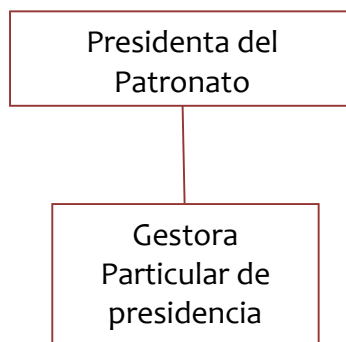 Presidenta del
Patronato
Gestora
Particular de
presidencia